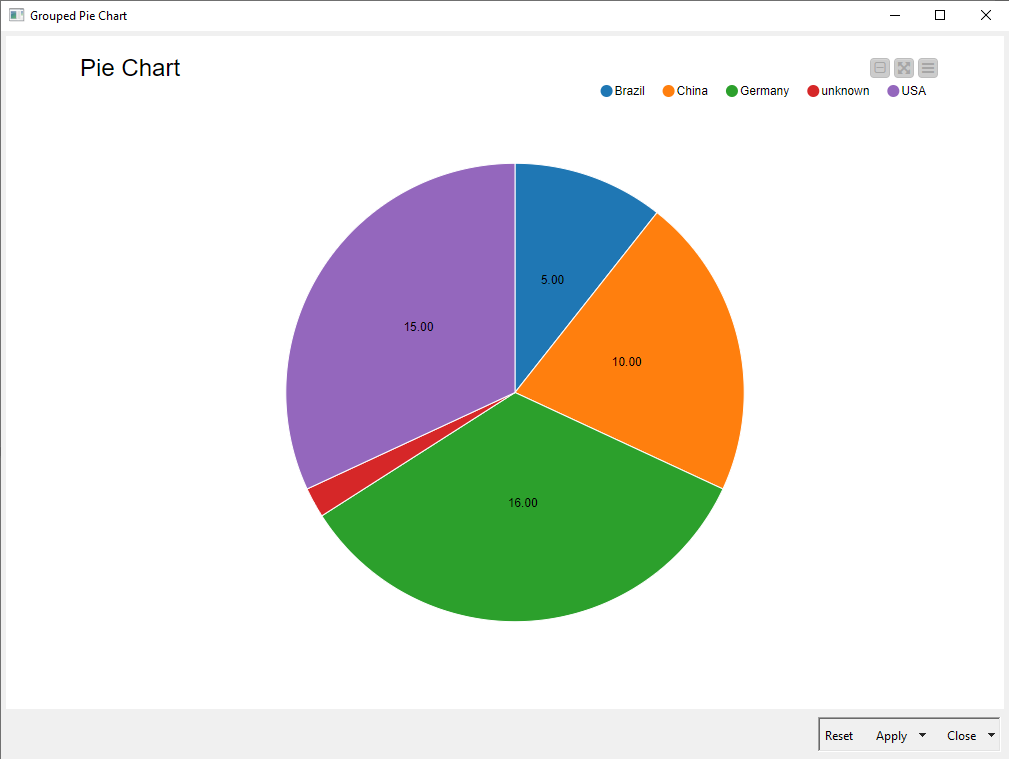 Grouped Pie Chart
Pie Chart
Brazil China Germany unknown USA
5.00
15.00
10.00
16.00
Reset Apply Close